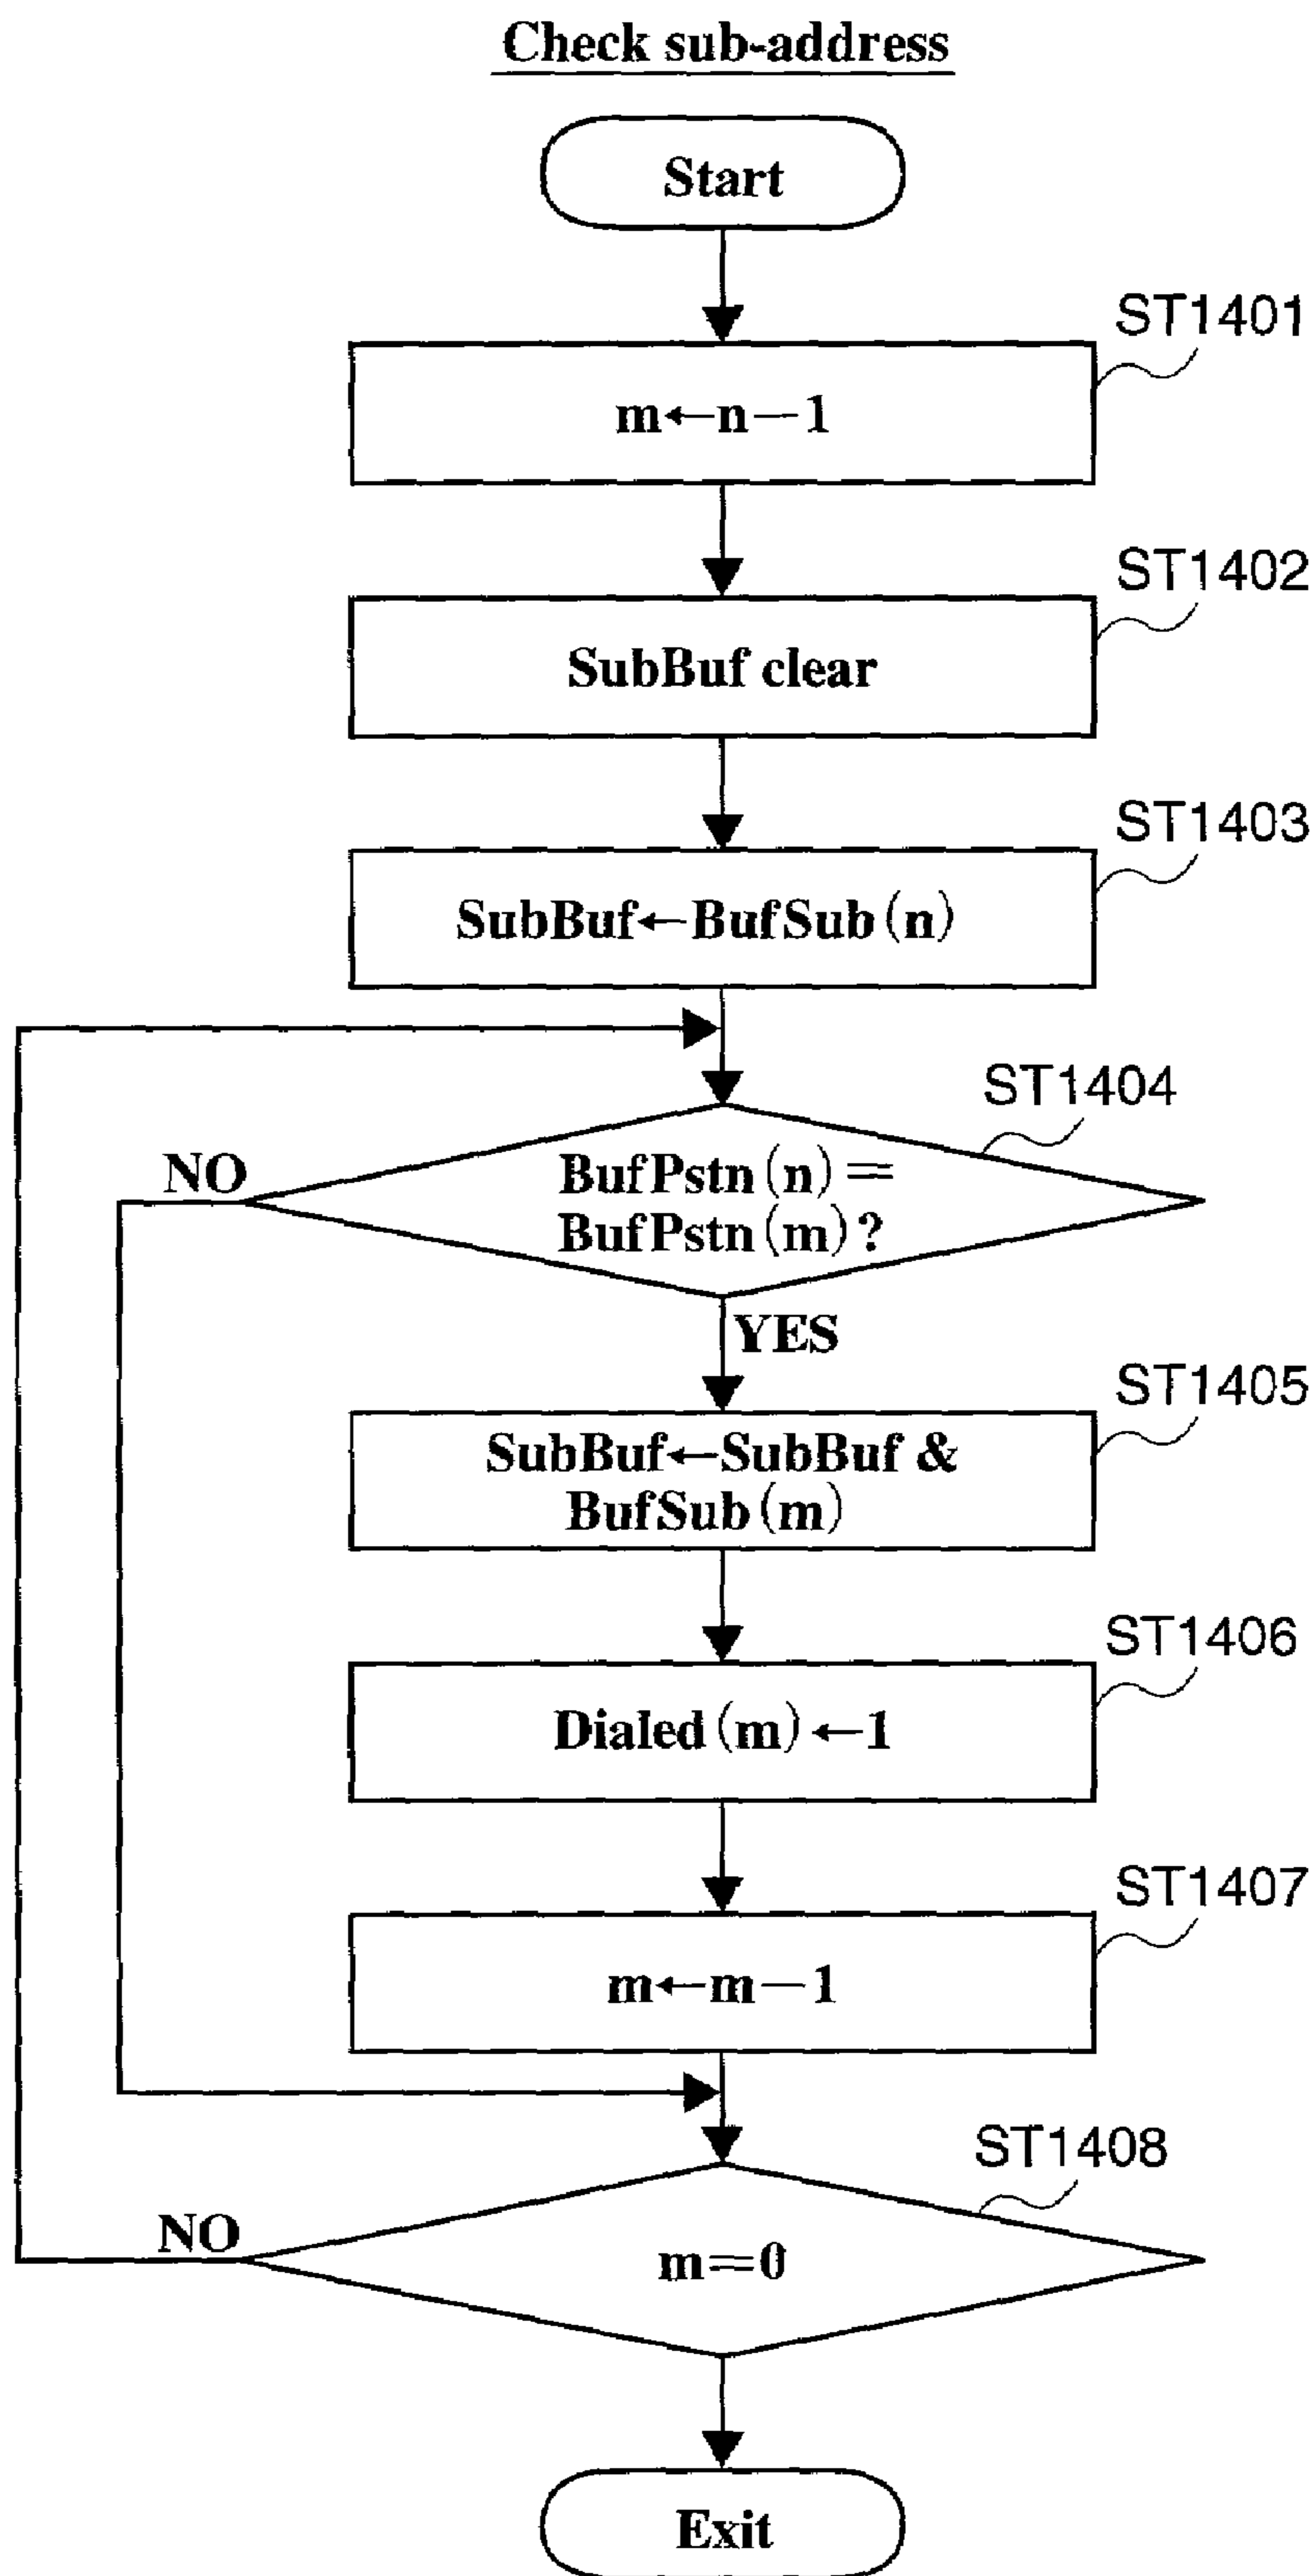 Check sub-address
Start
ST1401
m←n−1
ST1402
SubBuf clear
ST1403
SubBuf←BufSub(n)
ST1404
NO
BufPstn(n)=
BufPstn(m)?
YES
ST1405
SubBuf←SubBuf &
BufSub(m)
ST1406
Dialed(m)←1
ST1407
m←m−1
ST1408
NO
m=0
Exit